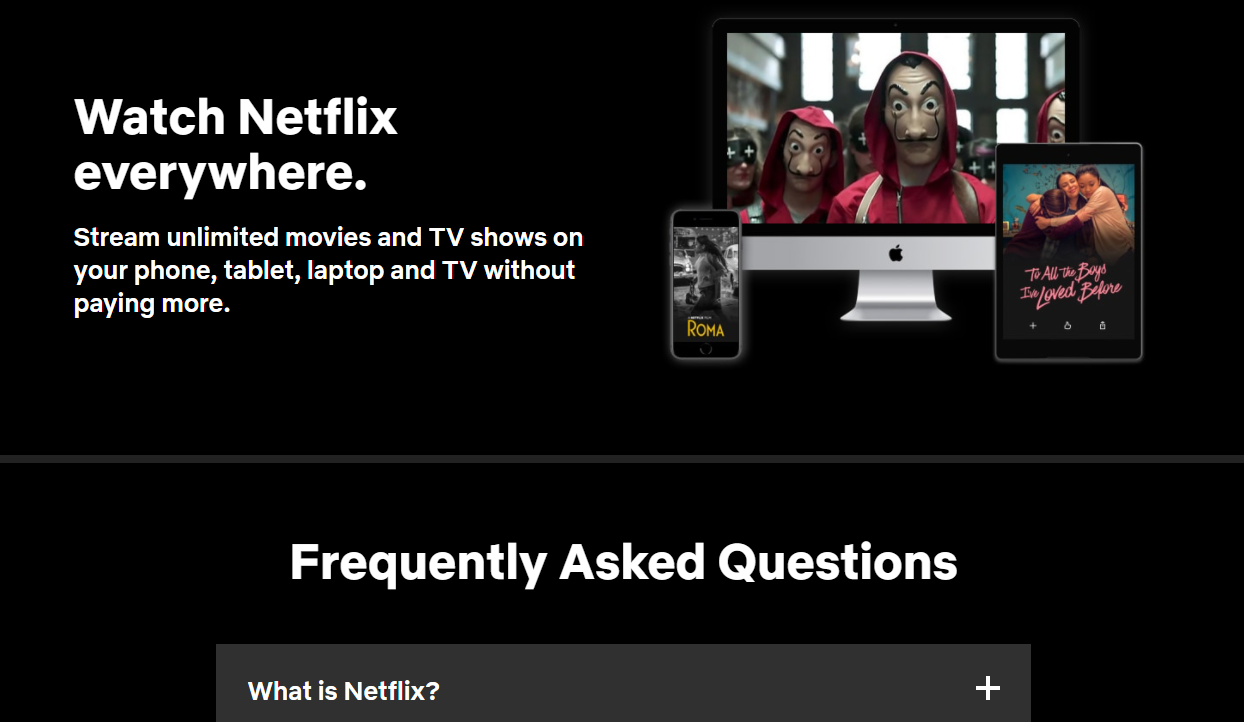 Watch Netflix
everywhere.
Stream unlimited movies and TV shows on
your phone, tablet, laptop and TV without
paying more.
ROMA
To All the Boys
I've Loved Before
Frequently Asked Questions
What is Netflix?